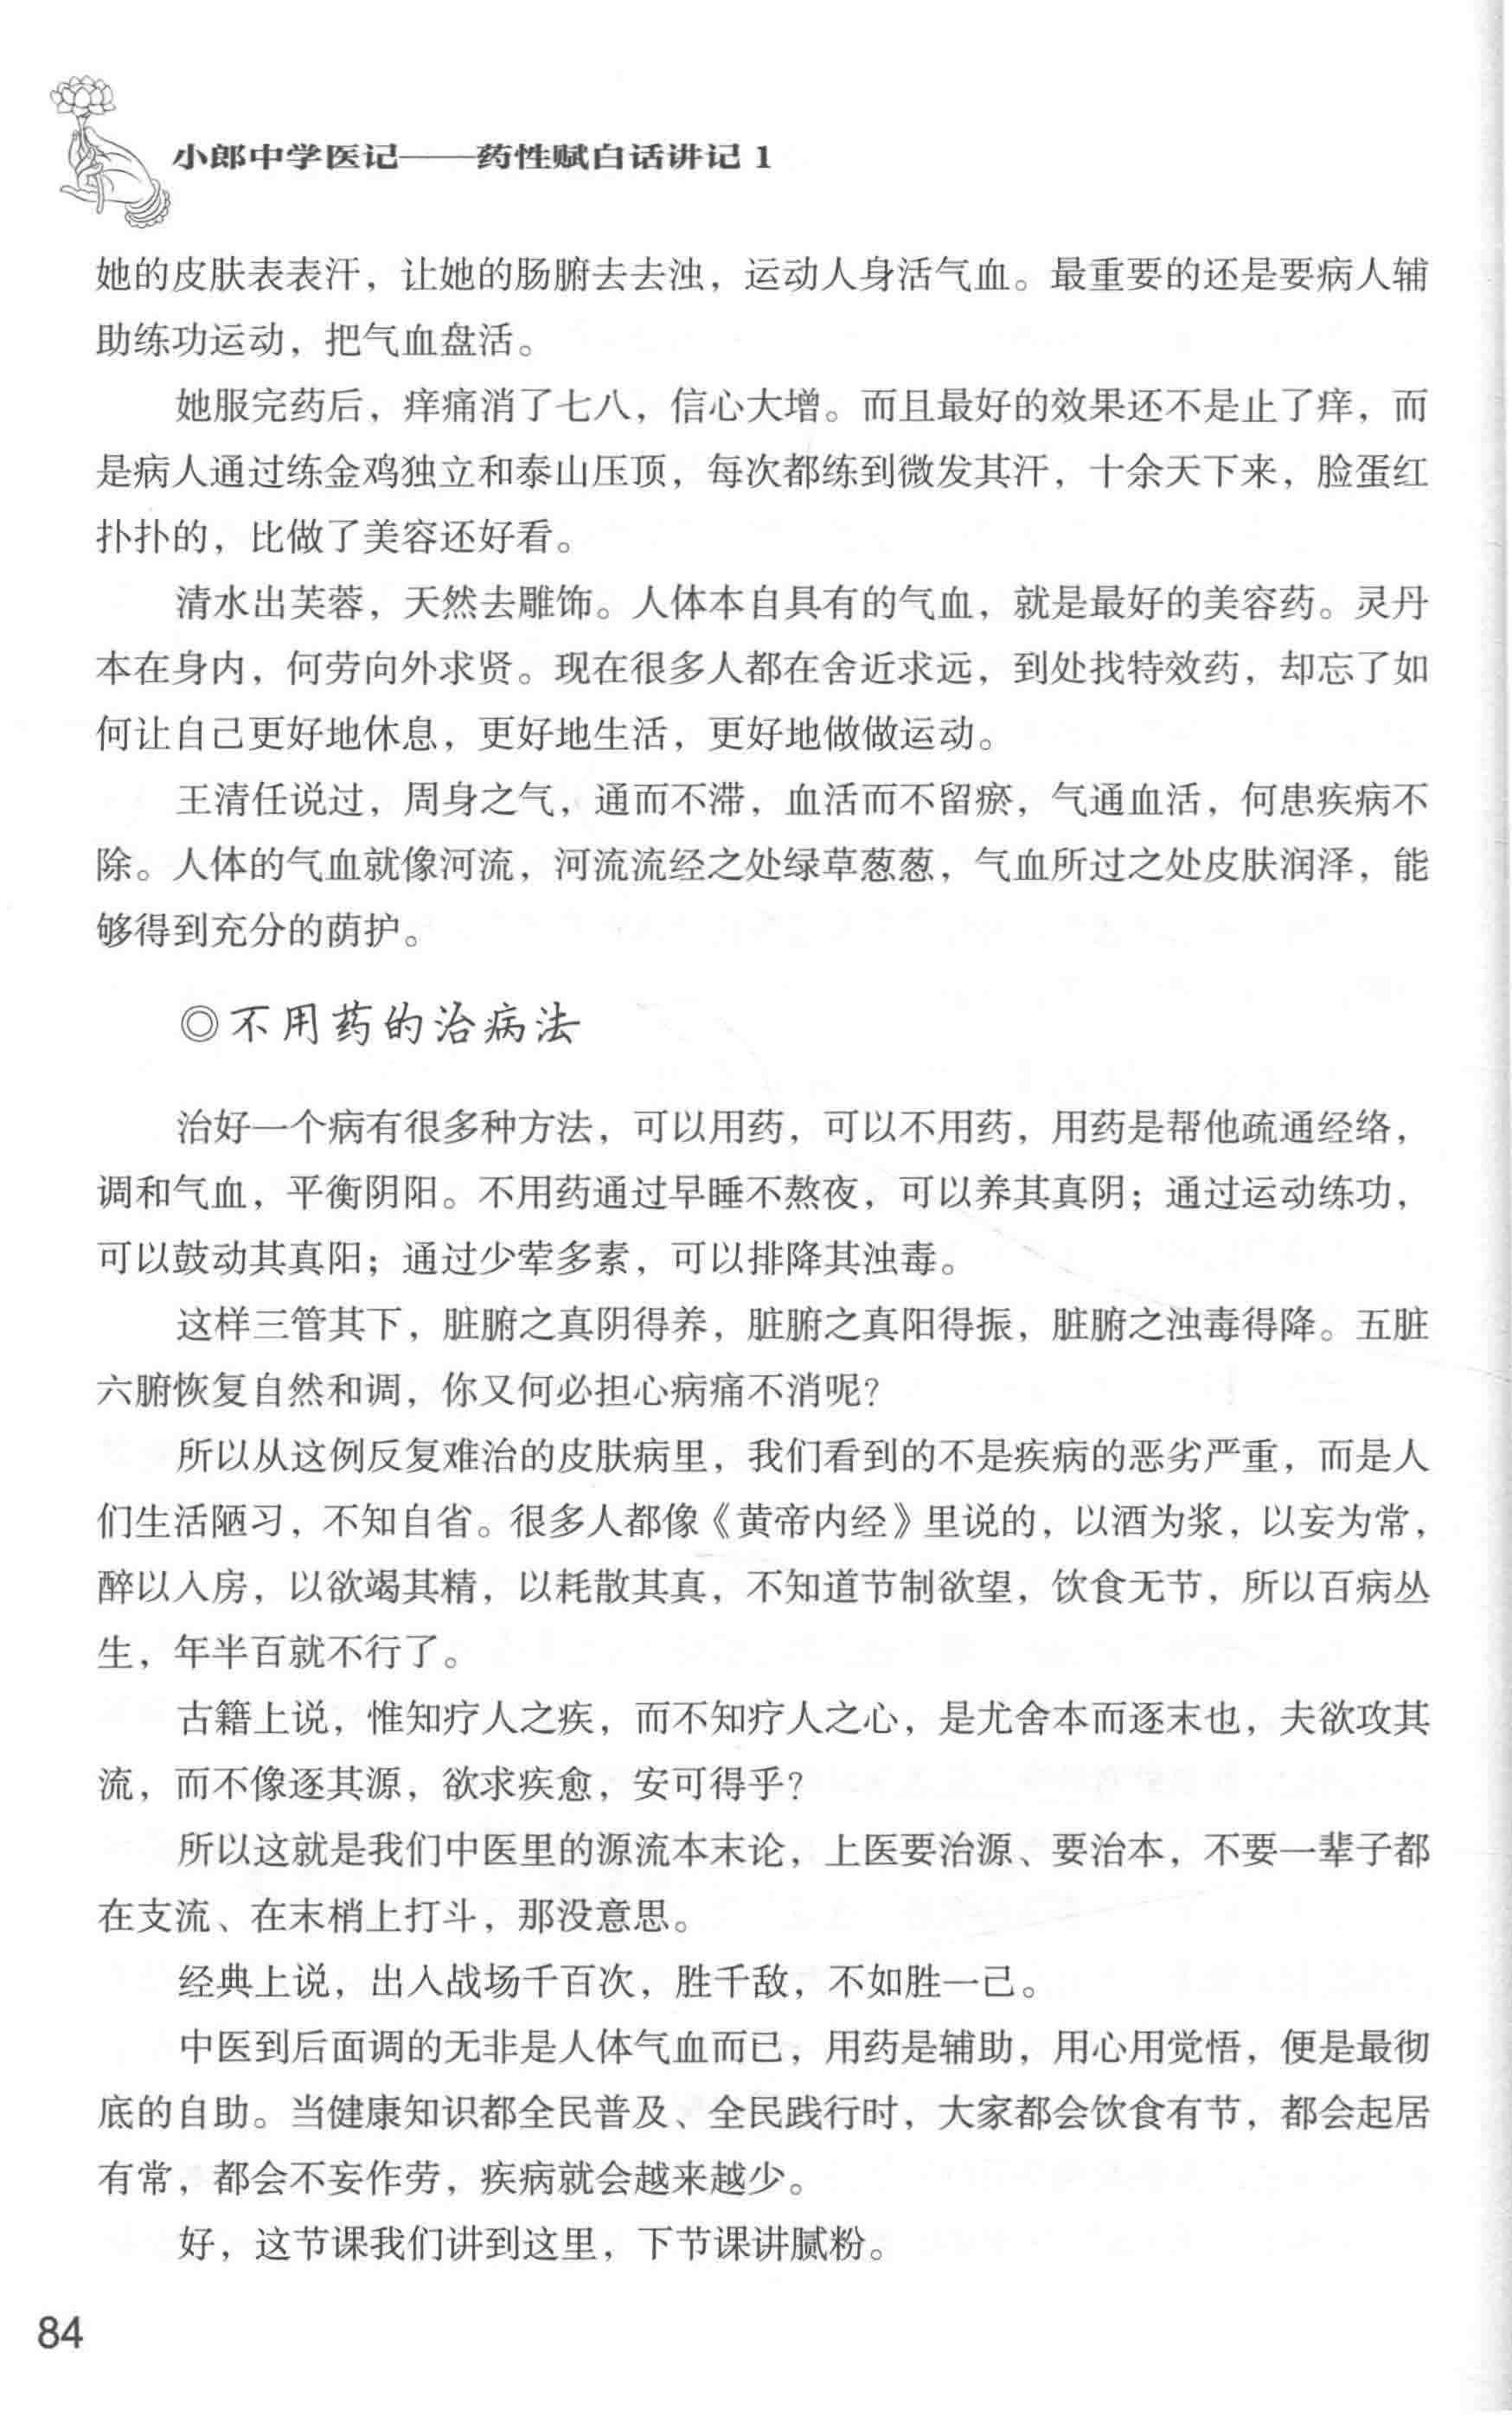 小郎中学医记——药性赋白话讲记 1
她的皮肤表表汗，让她的肠腑去去浊，运动人身活气血。最重要的还是要病人辅
助练功运动，把气血盘活。
她服完药后，痒痛消了七八，信心大增。而且最好的效果还不是止了痒，而
是病人通过练金鸡独立和泰山压顶，每次都练到微发其汗，十余天下来，脸蛋红
扑扑的，比做了美容还好看。
清水出芙蓉，天然去雕饰。人体本自具有的气血，就是最好的美容药。灵丹
本在身内，何劳向外求贤。现在很多人都在舍近求远，到处找特效药，却忘了如
何让自己更好地休息，更好地生活，更好地做做运动。
王清任说过，周身之气，通而不滞，血活而不留瘀，气通血活，何患疾病不
除。人体的气血就像河流，河流流经之处绿草葱葱，气血所过之处皮肤润泽，能
够得到充分的荫护。
◎不用药的治病法
治好一个病有很多种方法，可以用药，可以不用药，用药是帮他疏通经络，
调和气血，平衡阴阳。不用药通过早睡不熬夜，可以养其真阴；通过运动练功，
可以鼓动其真阳；通过少荤多素，可以排降其浊毒。
这样三管其下，脏腑之真阴得养，脏腑之真阳得振，脏腑之浊毒得降。五脏
六腑恢复自然和调，你又何必担心病痛不消呢？
所以从这例反复难治的皮肤病里，我们看到的不是疾病的恶劣严重，而是人
们生活陋习，不知自省。很多人都像《黄帝内经》里说的，以酒为浆，以妄为常，
醉以入房，以欲竭其精，以耗散其真，不知道节制欲望，饮食无节，所以百病丛
生，年半百就不行了。
古籍上说，惟知疗人之疾，而不知疗人之心，是尤舍本而逐末也，夫欲攻其
流，而不像逐其源，欲求疾愈，安可得乎？
所以这就是我们中医里的源流本末论，上医要治源、要治本，不要一辈子都
在支流、在末梢上打斗，那没意思。
经典上说，出入战场千百次，胜千敌，不如胜一己。
中医到后面调的无非是人体气血而已，用药是辅助，用心用觉悟，便是最彻
底的自助。当健康知识都全民普及、全民践行时，大家都会饮食有节，都会起居
有常，都会不妄作劳，疾病就会越来越少。
好，这节课我们讲到这里，下节课讲腻粉。
84